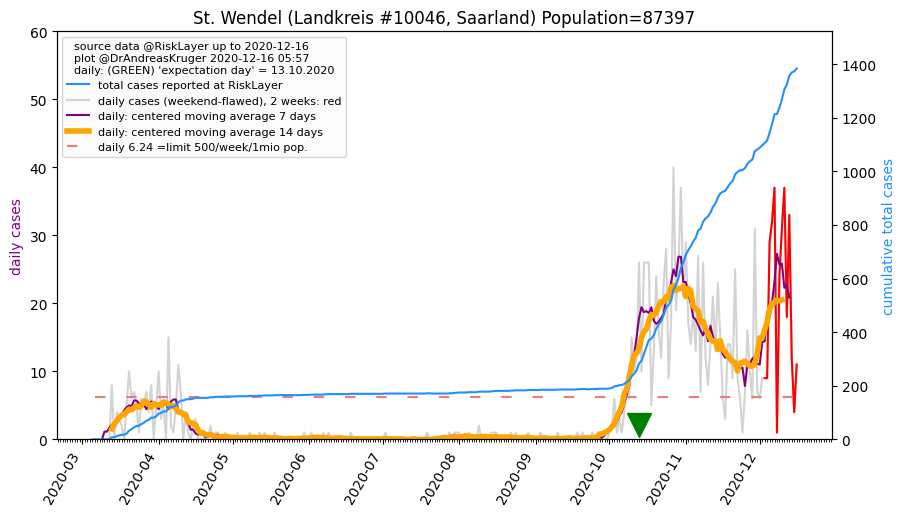 St. Wendel (Landkreis #10046, Saarland) Population=87397
source data @RiskLayer up to 2020-12-16
plot @DrAndreasKruger 2020-12-16 05:57
daily: (GREEN) 'expectation day' = 13.10.2020
total cases reported at RiskLayer
daily cases (weekend-flawed), 2 weeks: red
daily: centered moving average 7 days
daily: centered moving average 14 days
daily 6.24 =limit 500/week/1mio pop.
daily cases
60
50
40
30
20
10
0
cumulative total cases
1400
1200
1000
800
600
400
200
0
2020-03
2020-04
2020-05
2020-06
2020-07
2020-08
2020-09
2020-10
2020-11
2020-12